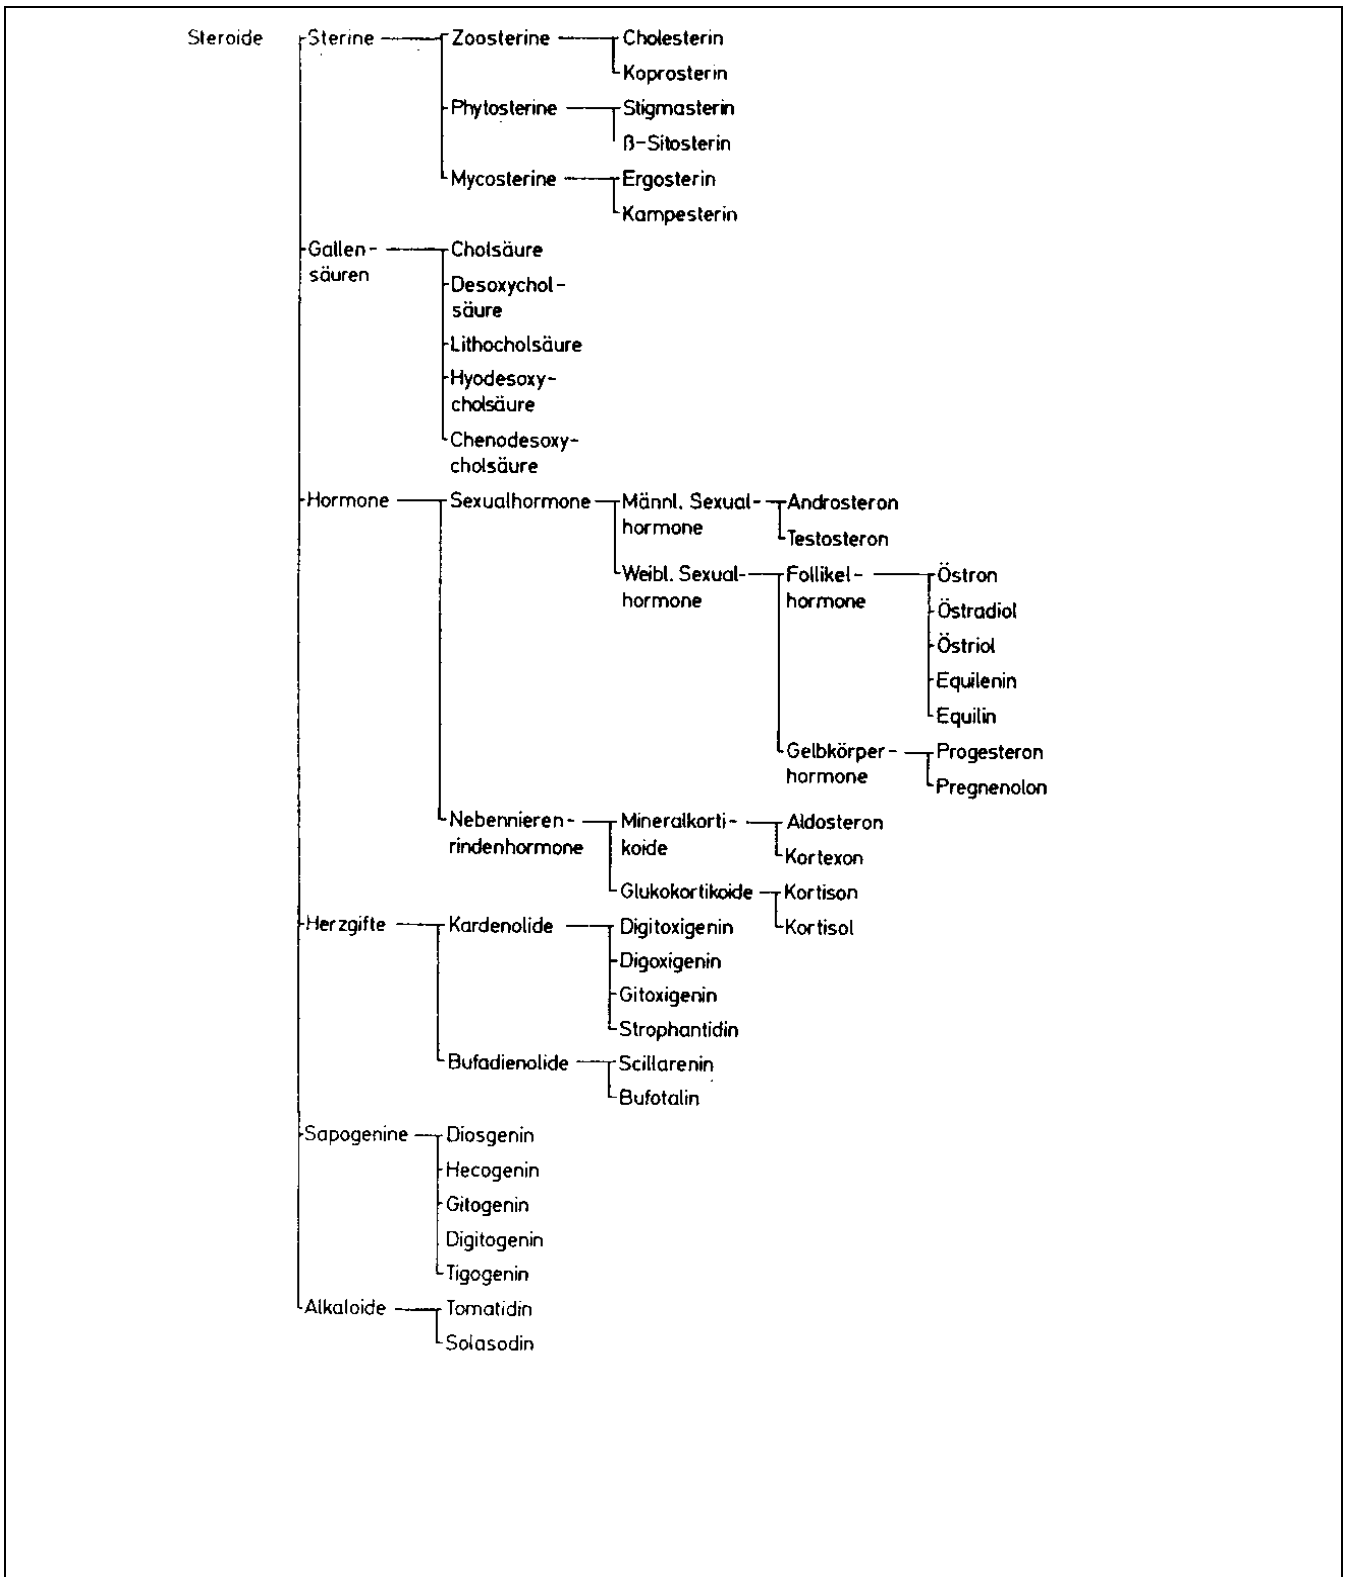 Steroide Sterine Zoosterine Cholesterin
Koprosterin
Phytosterine Stigmasterin
ß-Sitosterin
Mycosterine Ergosterin
Kampesterin
Gallen- Cholsäure
säuren
Desoxychol-
säure
Lithocholsäure
Hyodesoxy-
cholsäure
Chenodesoxy-
cholsäure
Hormone Sexualhormone Männl. Sexual- Androsteron
hormone
Testosteron
Weibl. Sexual- Follikel- Östron
hormone hormone
Östradiol
Östriol
Equilenin
Equilin
Gelbkörper- Progesteron
hormone
Pregnenolon
Nebennieren- Mineralkorti- Aldosteron
rindenhormone koide
Kortexon
Glukokortikoide Kortison
Herzgifte Kardenolide Digitoxigenin Kortisol
Digoxigenin
Gitoxigenin
Strophantidin
Bufadienolide Scillarenin
Bufotalin
Sapogenine Diosgenin
Hecogenin
Gitogenin
Digitogenin
Tigogenin
Alkaloide Tomatidin
Solasodin